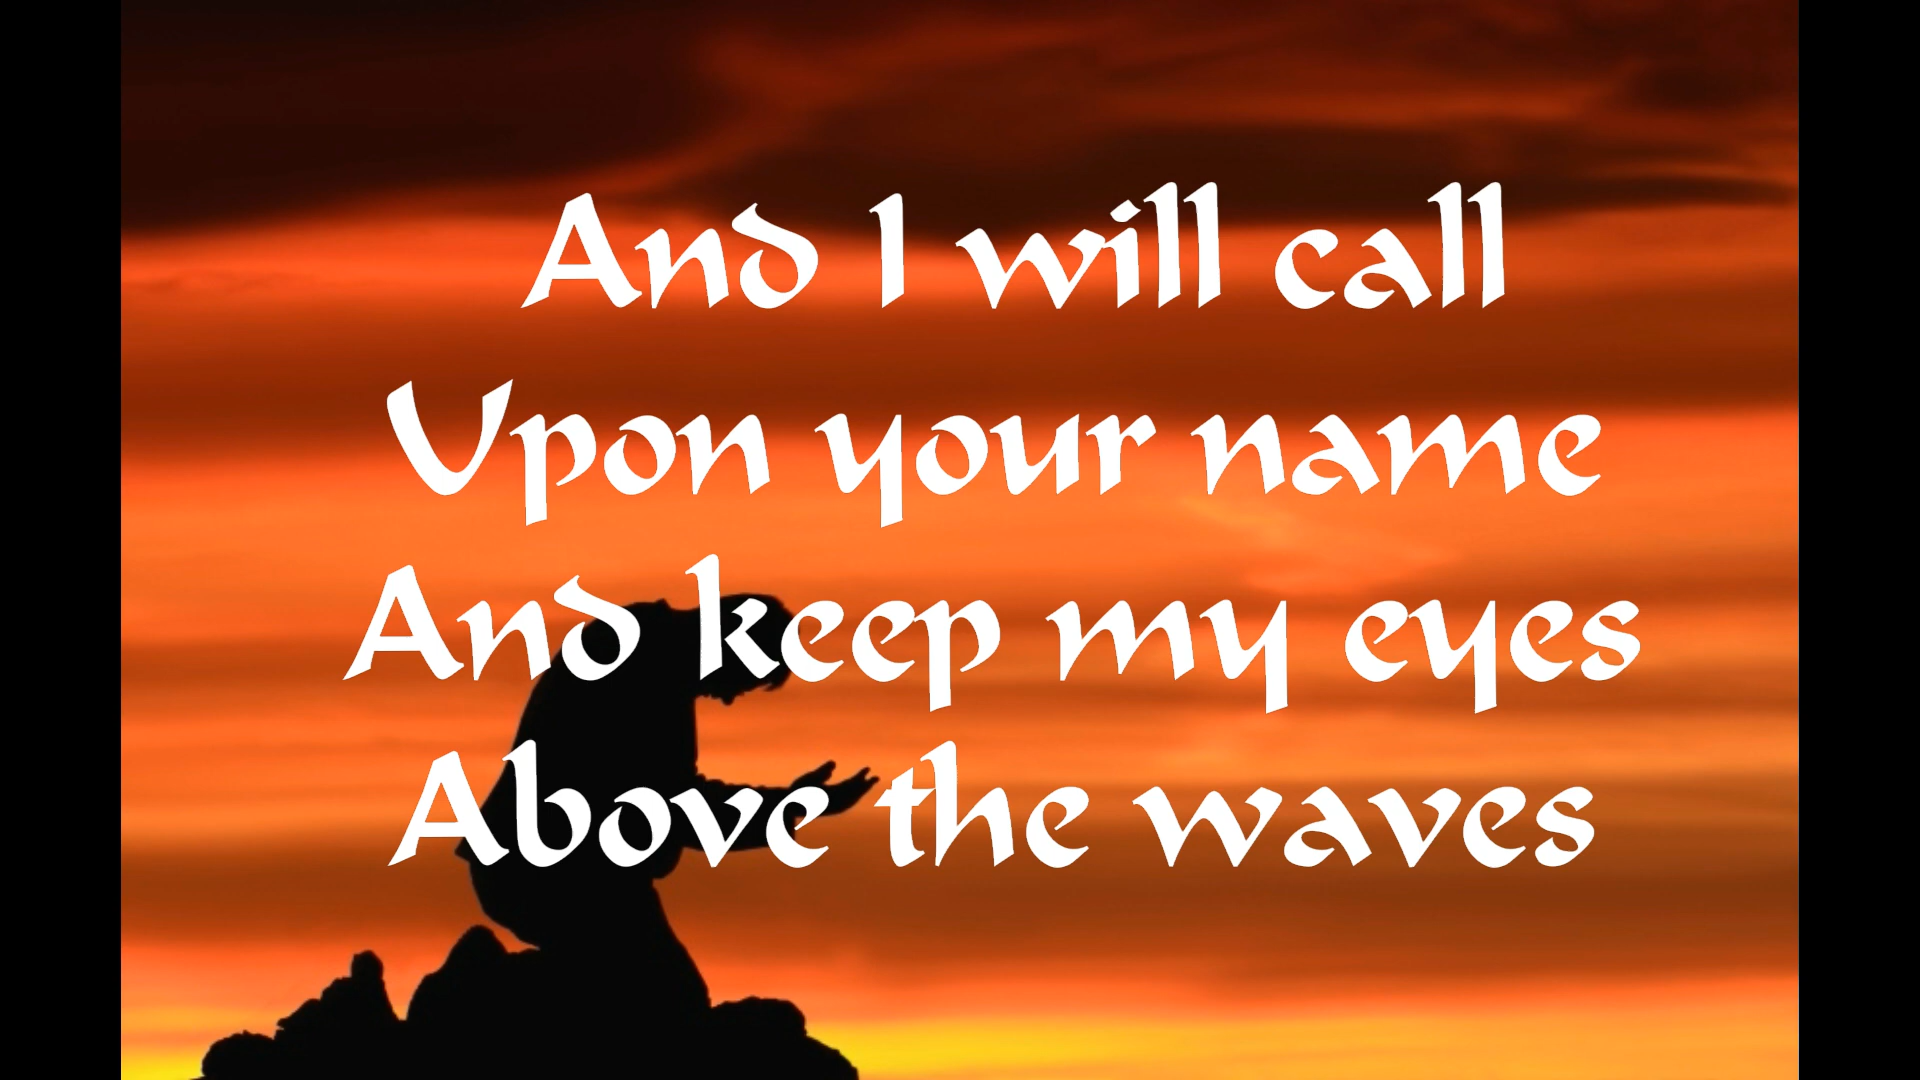 And I will call
Upon your name
And keep my eyes
Above the waves